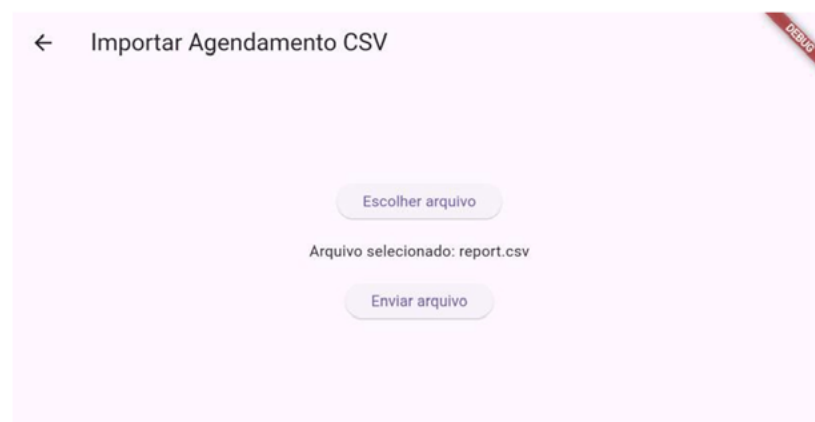 Importar Agendamento CSV
DEBUG
Escolher arquivo
Arquivo selecionado: report.csv
Enviar arquivo